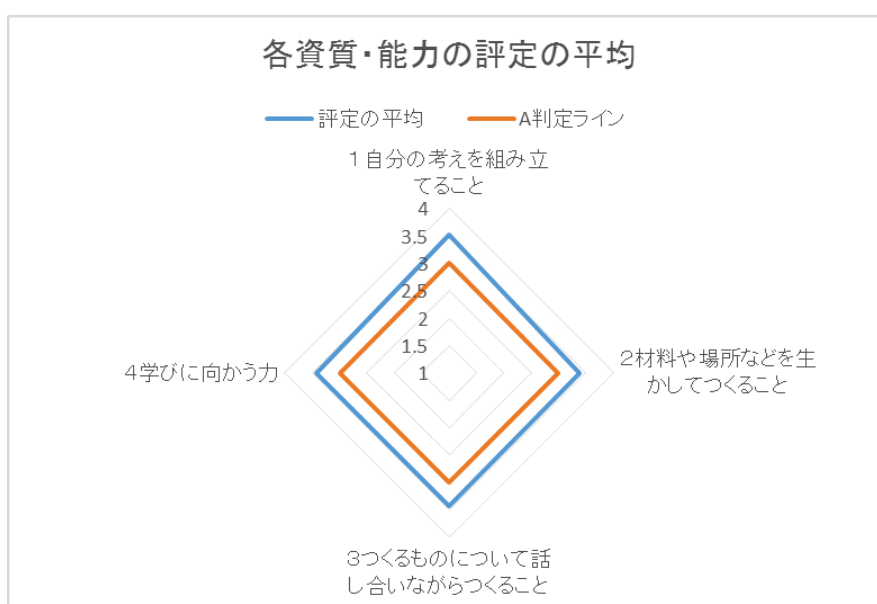 各資質・能力の評定の平均
評定の平均
A判定ライン
1自分の考えを組み立
てること
4
3.5
3
2.5
2
1.5
1
4学びに向かう力
2材料や場所などを生
かしてつくること
3つくるものについて話
し合いながらつくること